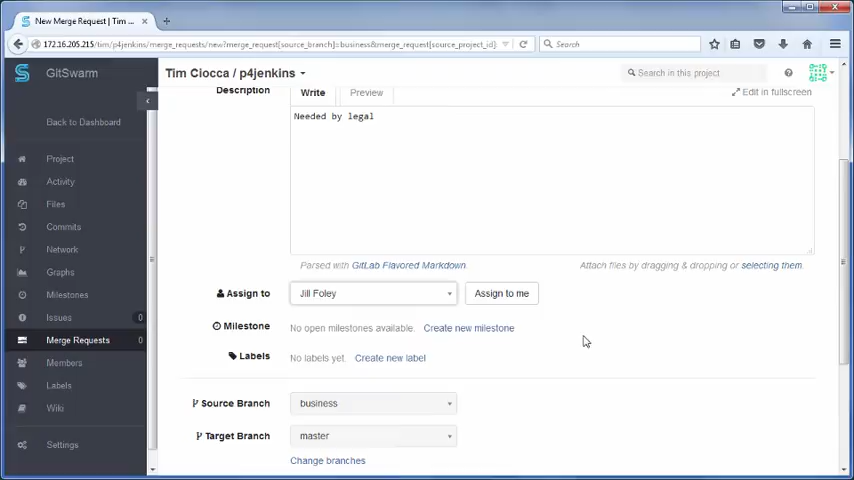 New Merge Request | Tim ...
172.16.205.215/tim/p4jenkins/merge_requests/new?merge_request[source_branch]=business&merge_request[source_project_id]:
Search
GitSwarm
Tim Ciocca / p4jenkins
Search in this project
Back to Dashboard
Project
Activity
Files
Commits
Network
Graphs
Milestones
Issues 0
Merge Requests 0
Members
Labels
Wiki
Settings
Description
Write Preview
Edit in fullscreen
Needed by legal
Parsed with GitLab Flavored Markdown
Attach files by dragging & dropping or selecting them.
Assign to Jill Foley Assign to me
Milestone No open milestones available. Create new milestone
Labels No labels yet. Create new label
Source Branch business
Target Branch master
Change branches